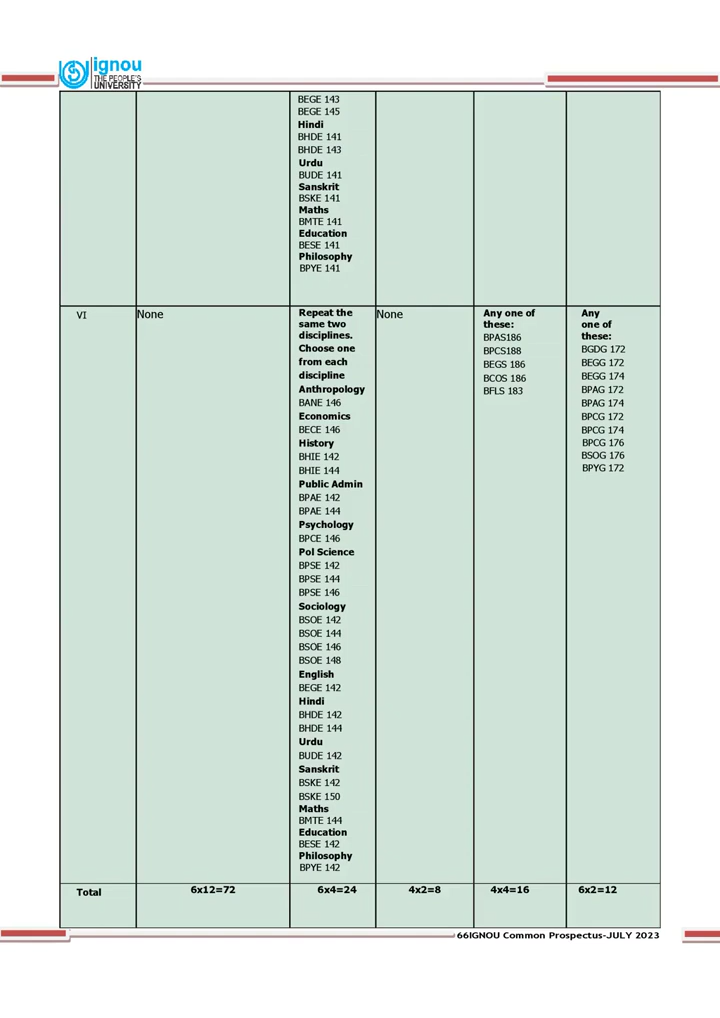 ignou
THE PEOPLE'S
UNIVERSITY
BEGE 143
BEGE 145
Hindi
BHDE 141
BHDE 143
Urdu
BUDE 141
Sanskrit
BSKE 141
Maths
BMTE 141
Education
BESE 141
Philosophy
BPYE 141
VI
None
Repeat the
same two
disciplines.
Choose one
from each
discipline
Anthropology
BANE 146
Economics
BECE 146
History
BHIE 142
BHIE 144
Public Admin
BPAE 142
BPAE 144
Psychology
BPCE 146
Pol Science
BPSE 142
BPSE 144
BPSE 146
Sociology
BSOE 142
BSOE 144
BSOE 146
BSOE 148
English
BEGE 142
Hindi
BHDE 142
BHDE 144
Urdu
BUDE 142
Sanskrit
BSKE 142
BSKE 150
Maths
BMTE 144
Education
BESE 142
Philosophy
BPYE 142
None
Any one of
these:
BPAS186
BPCS188
BEGS 186
BCOS 186
BFLS 183
Any
one of
these:
BGDG 172
BEGG 172
BEGG 174
BPAG 172
BPAG 174
BPCG 172
BPCG 174
BPCG 176
BSOG 176
BPYG 172
Total
6x12=72
6x4=24
4x2=8
4x4=16
6x2=12
66IGNOU Common Prospectus-JULY 2023